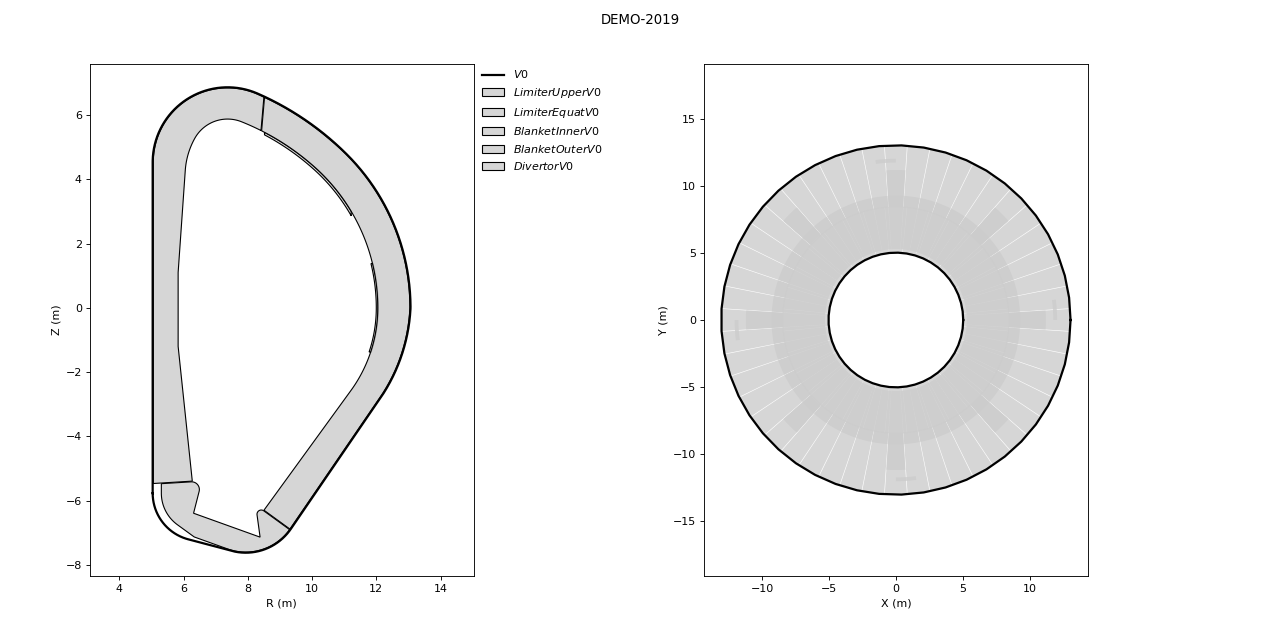 DEMO-2019
V0
LimiterUpperV0
LimiterEquatV0
BlanketInnerV0
BlanketOuterV0
DivertorV0
Z (m)
6
4
2
0
−2
−4
−6
−8
4
6
8
10
12
14
R (m)
Y (m)
15
10
5
0
−5
−10
−15
−10
−5
0
5
10
X (m)